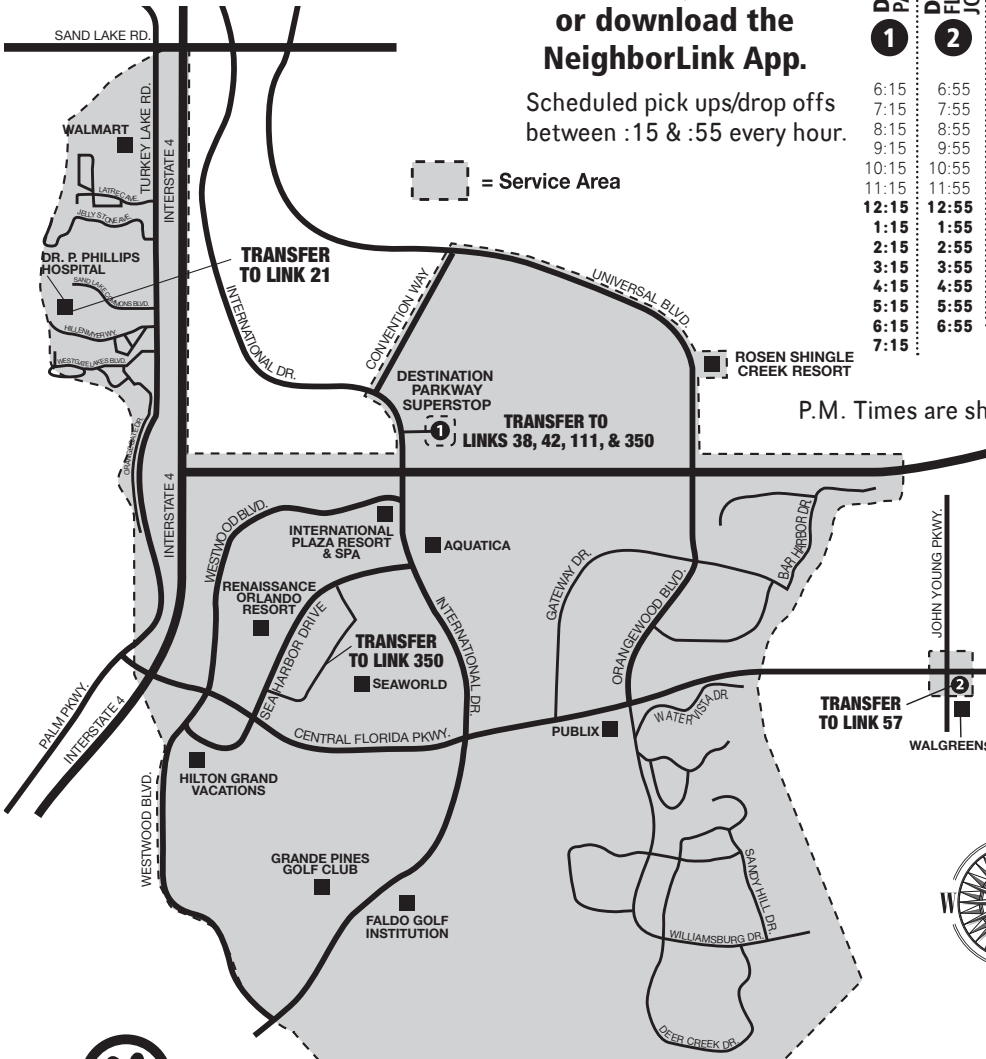 or download the
NeighborLink App.
Scheduled pick ups/drop offs
between :15 & :55 every hour.
= Service Area
1
2
6:15 6:55
7:15 7:55
8:15 8:55
9:15 9:55
10:15 10:55
11:15 11:55
12:15 12:55
1:15 1:55
2:15 2:55
3:15 3:55
4:15 4:55
5:15 5:55
6:15 6:55
7:15
P.M. Times are sh
SAND LAKE RD.
WALMART
TURKEY LAKE RD.
INTERSTATE 4
LATREC AVE.
JELLYSTONE AVE.
DR. P. PHILLIPS
HOSPITAL
SAND LAKE COMMONS BLVD.
HILLENMYER WY.
WESTGATE LAKES BLVD.
TRANSFER
TO LINK 21
INTERNATIONAL DR.
CONVENTION WAY
UNIVERSAL BLVD.
ROSEN SHINGLE
CREEK RESORT
DESTINATION
PARKWAY
SUPERSTOP
1
TRANSFER TO
LINKS 38, 42, 111, & 350
INTERSTATE 4
WESTWOOD BLVD.
INTERNATIONAL
PLAZA RESORT
& SPA
AQUATICA
RENAISSANCE
ORLANDO
RESORT
SEA HARBOR DRIVE
TRANSFER
TO LINK 350
SEAWORLD
INTERNATIONAL DR.
GATEWAY DR.
ORANGEWOOD BLVD.
BAR HARBOR DR.
JOHN YOUNG PKWY.
2
TRANSFER
TO LINK 57
WALGREENS
PALM PKWY.
INTERSTATE 4
CENTRAL FLORIDA PKWY.
PUBLIX
WATER VISTA DR.
HILTON GRAND
VACATIONS
WESTWOOD BLVD.
GRANDE PINES
GOLF CLUB
FALDO GOLF
INSTITUTION
SANDY HILL DR.
WILLIAMSBURG DR.
DEER CREEK DR.
W